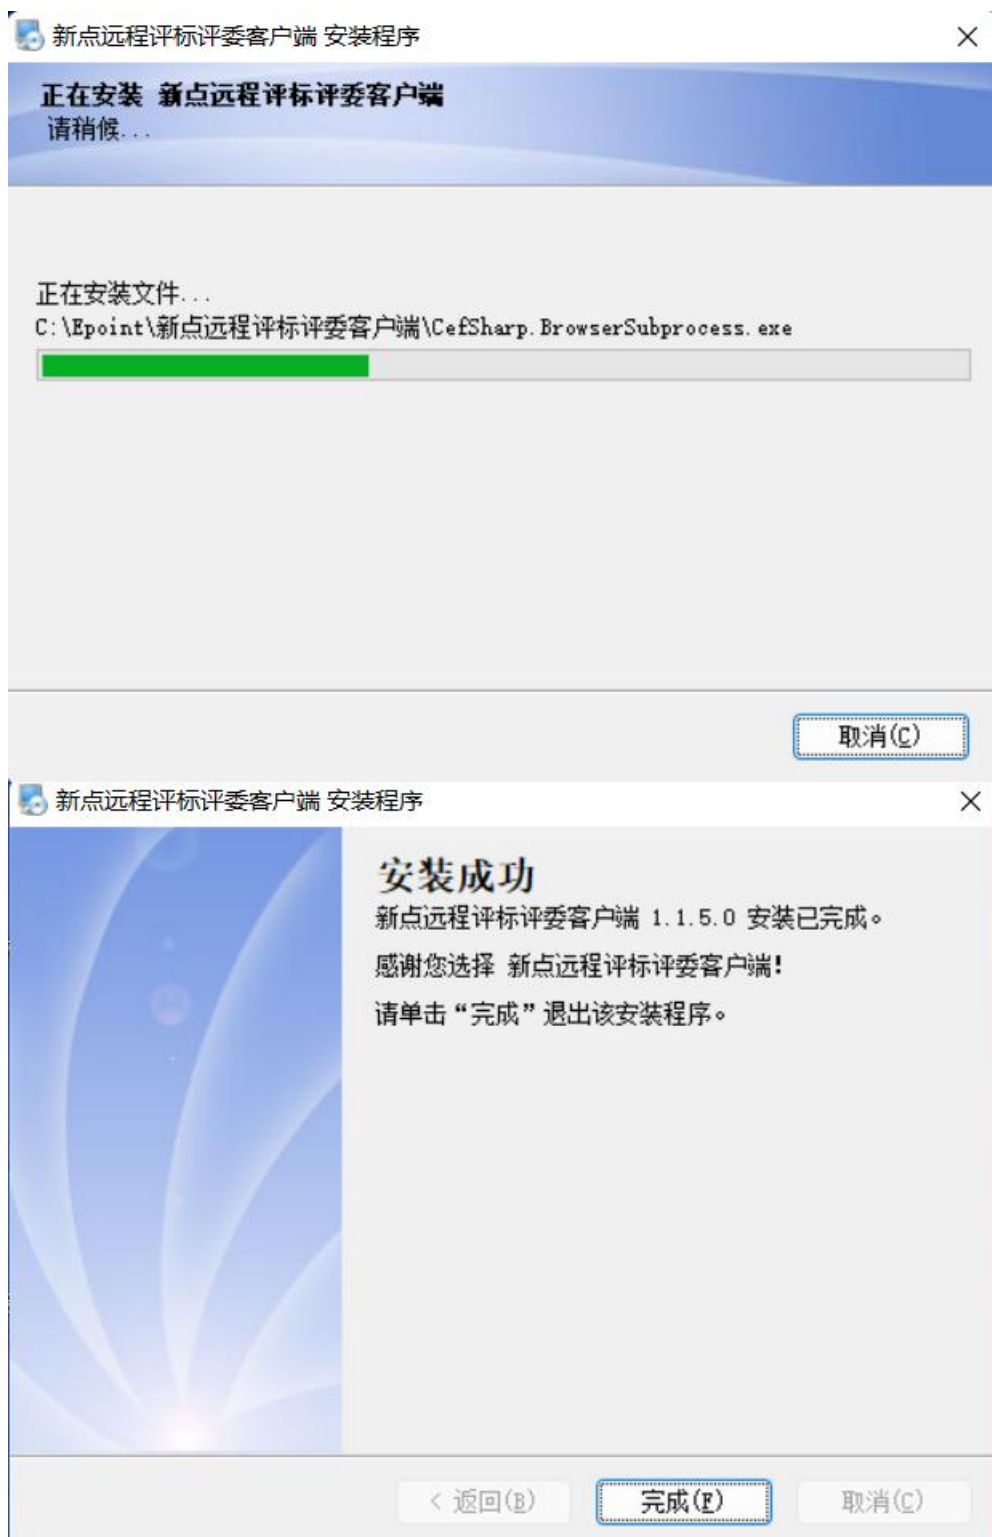 新点远程评标评委客户端 安装程序
正在安装 新点远程评标评委客户端
请稍候...
正在安装文件...
C:\Epoint\新点远程评标评委客户端\CefSharp.BrowserSubprocess.exe
取消(C)
新点远程评标评委客户端 安装程序
安装成功
新点远程评标评委客户端 1.1.5.0 安装已完成。
感谢您选择 新点远程评标评委客户端!
请单击“完成”退出该安装程序。
< 返回(B) 完成(F) 取消(C)